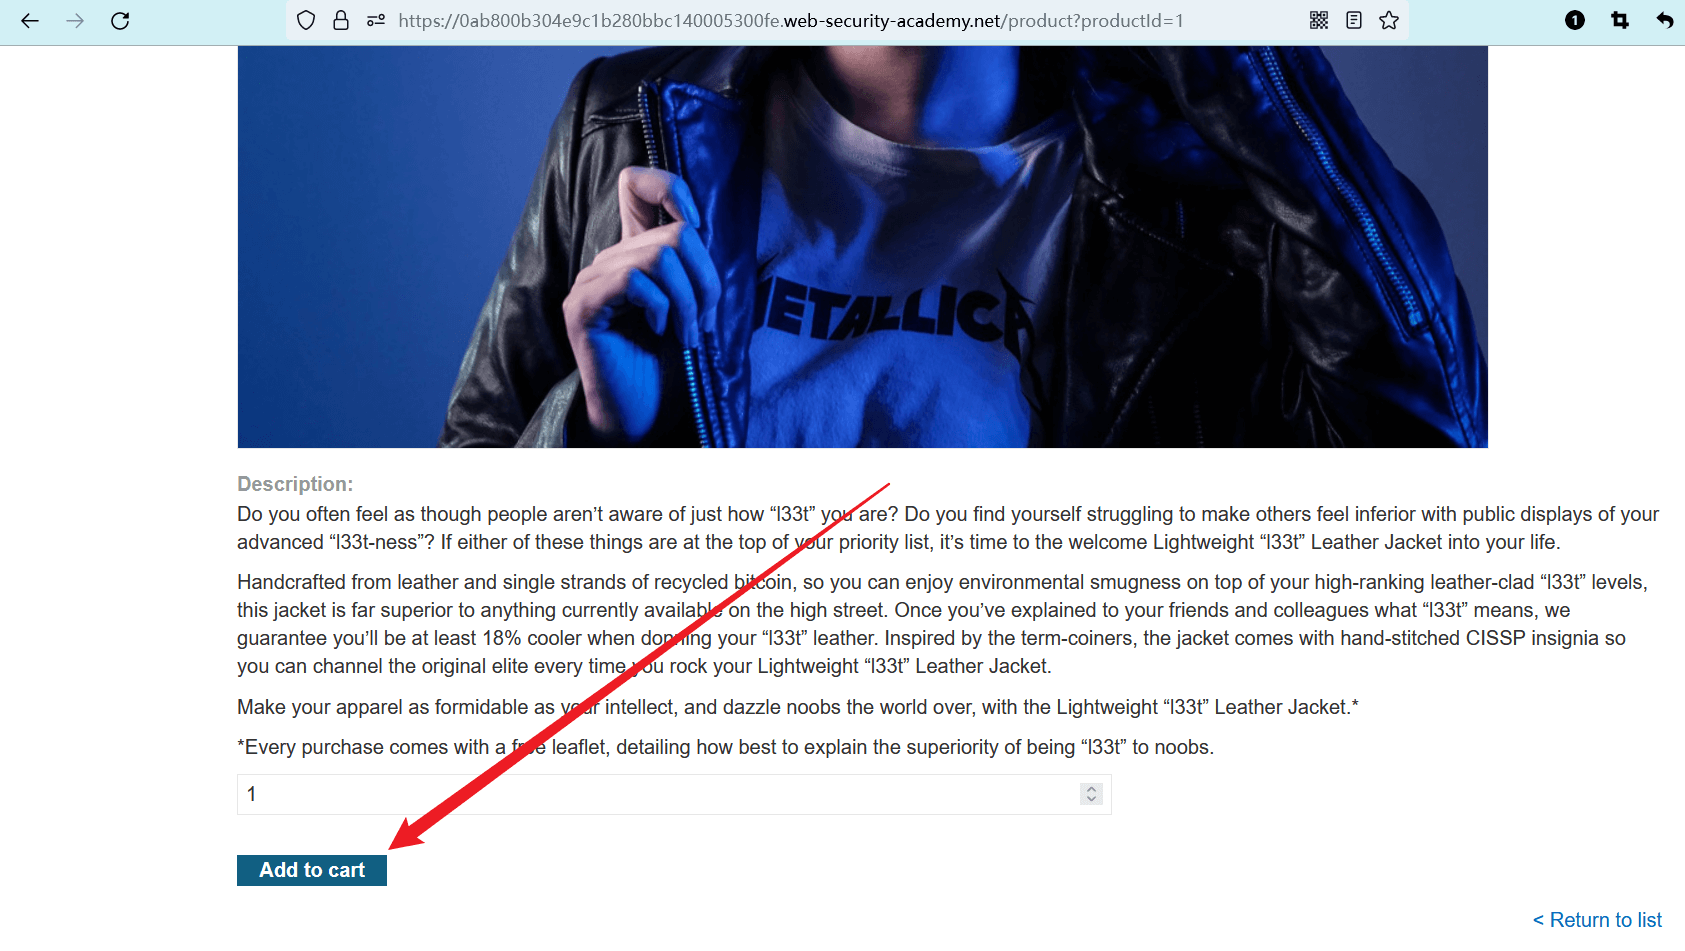 https://0ab800b304e9c1b280bbc140005300fe.web-security-academy.net/product?productId=1
1
METALLICA
Description:
Do you often feel as though people aren’t aware of just how “l33t” you are? Do you find yourself struggling to make others feel inferior with public displays of your
advanced “l33t-ness”? If either of these things are at the top of your priority list, it’s time to the welcome Lightweight “l33t” Leather Jacket into your life.
Handcrafted from leather and single strands of recycled bitcoin, so you can enjoy environmental smugness on top of your high-ranking leather-clad “l33t” levels,
this jacket is far superior to anything currently available on the high street. Once you’ve explained to your friends and colleagues what “l33t” means, we
guarantee you’ll be at least 18% cooler when donning your “l33t” leather. Inspired by the term-coiners, the jacket comes with hand-stitched CISSP insignia so
you can channel the original elite every time you rock your Lightweight “l33t” Leather Jacket.
Make your apparel as formidable as your intellect, and dazzle noobs the world over, with the Lightweight “l33t” Leather Jacket.*
*Every purchase comes with a free leaflet, detailing how best to explain the superiority of being “l33t” to noobs.
1
Add to cart
< Return to list